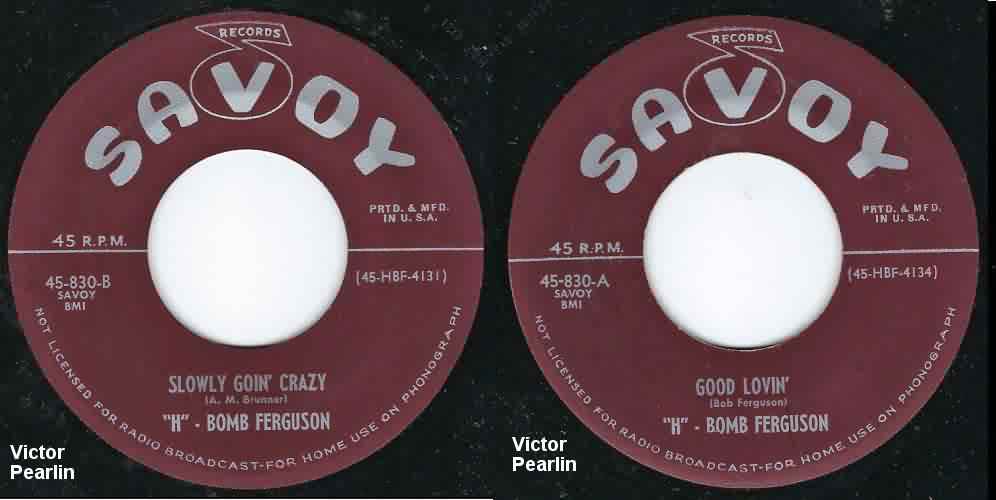 RECORDS
SAVOY
PRTD. & MFD.
IN U.S.A.
45 R.P.M.
45-830-B
SAVOY
BMI
(45-HBF-4131)
SLOWLY GOIN' CRAZY
(A. M. Brunner)
"H" - BOMB FERGUSON
NOT LICENSED FOR RADIO BROADCAST-FOR HOME USE ON PHONOGRAPH
Victor
Pearlin
RECORDS
SAVOY
PRTD. & MFD.
IN U.S.A.
45 R.P.M.
45-830-A
SAVOY
BMI
(45-HBF-4134)
GOOD LOVIN'
(Bob Ferguson)
"H" - BOMB FERGUSON
NOT LICENSED FOR RADIO BROADCAST-FOR HOME USE ON PHONOGRAPH
Victor
Pearlin